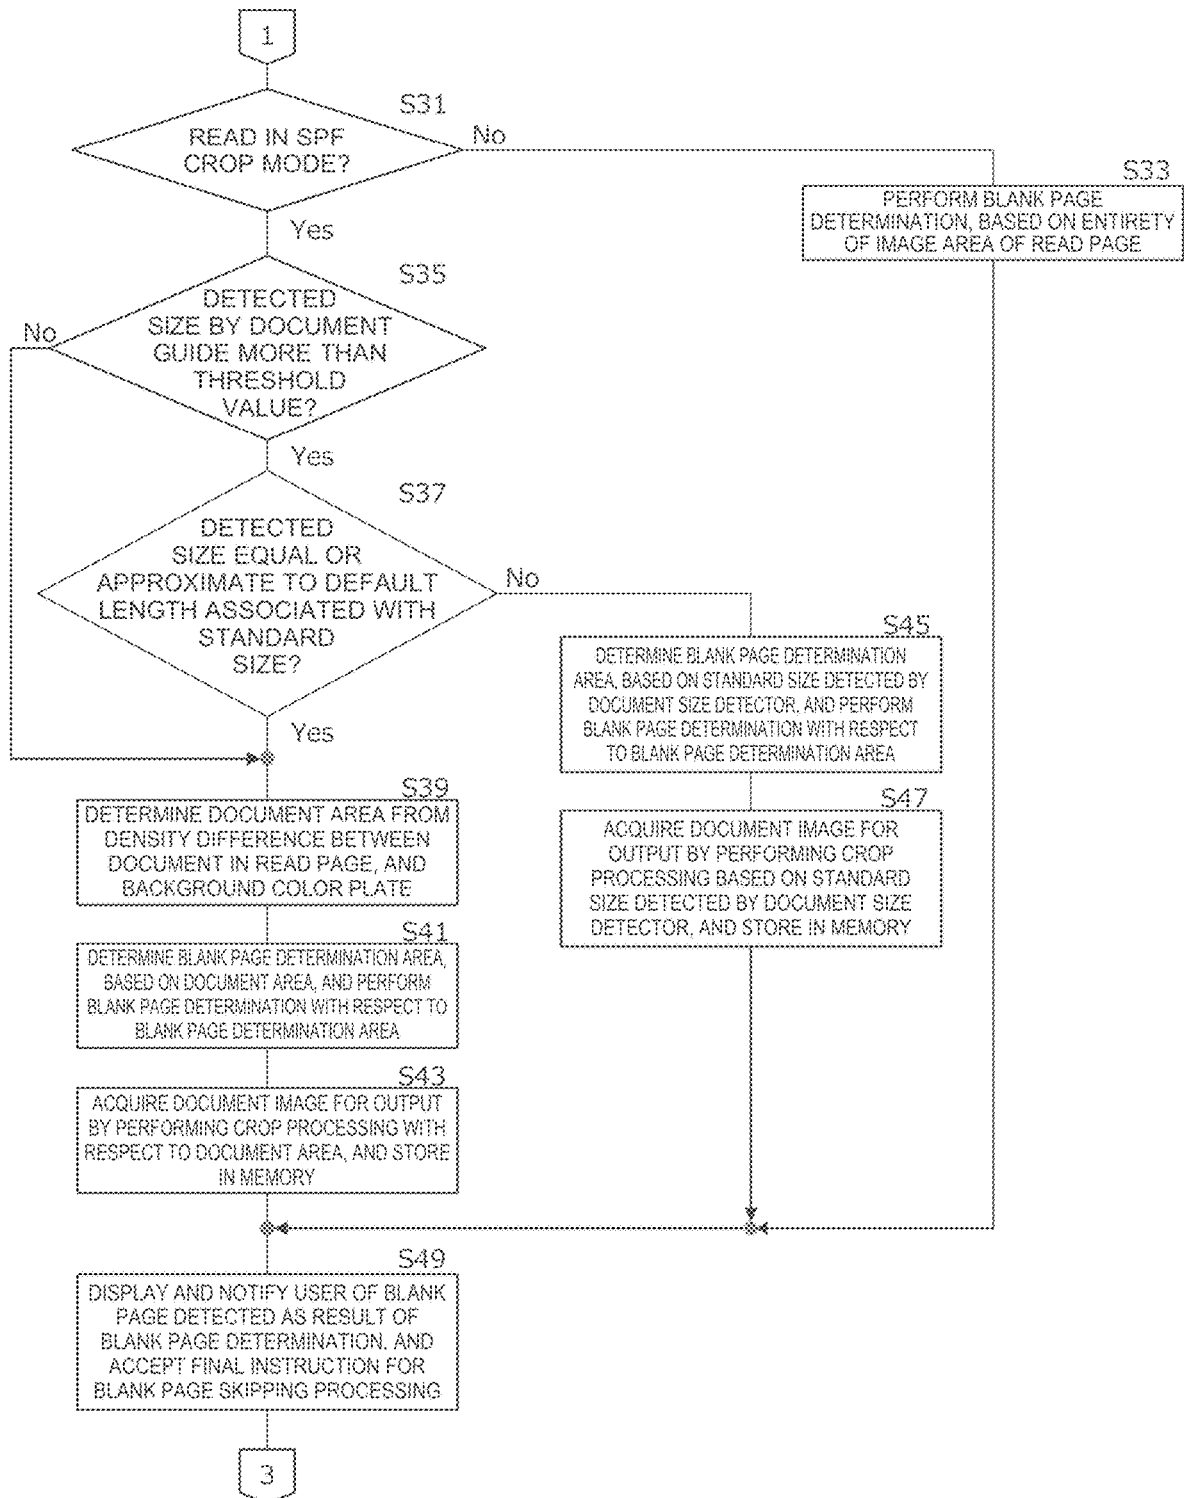 1
S31
READ IN SPF
CROP MODE?
No
Yes
S33
PERFORM BLANK PAGE
DETERMINATION, BASED ON ENTIRETY
OF IMAGE AREA OF READ PAGE
S35
DETECTED
SIZE BY DOCUMENT
GUIDE MORE THAN
THRESHOLD
VALUE?
No
Yes
S37
DETECTED
SIZE EQUAL OR
APPROXIMATE TO DEFAULT
LENGTH ASSOCIATED WITH
STANDARD
SIZE?
No
Yes
S45
DETERMINE BLANK PAGE DETERMINATION
AREA, BASED ON STANDARD SIZE DETECTED BY
DOCUMENT SIZE DETECTOR, AND PERFORM
BLANK PAGE DETERMINATION WITH RESPECT
TO BLANK PAGE DETERMINATION AREA
S47
ACQUIRE DOCUMENT IMAGE FOR
OUTPUT BY PERFORMING CROP
PROCESSING BASED ON STANDARD
SIZE DETECTED BY DOCUMENT SIZE
DETECTOR, AND STORE IN MEMORY
S39
DETERMINE DOCUMENT AREA FROM
DENSITY DIFFERENCE BETWEEN
DOCUMENT IN READ PAGE, AND
BACKGROUND COLOR PLATE
S41
DETERMINE BLANK PAGE DETERMINATION AREA,
BASED ON DOCUMENT AREA, AND PERFORM
BLANK PAGE DETERMINATION WITH RESPECT TO
BLANK PAGE DETERMINATION AREA
S43
ACQUIRE DOCUMENT IMAGE FOR OUTPUT
BY PERFORMING CROP PROCESSING WITH
RESPECT TO DOCUMENT AREA, AND STORE
IN MEMORY
S49
DISPLAY AND NOTIFY USER OF BLANK
PAGE DETECTED AS RESULT OF
BLANK PAGE DETERMINATION, AND
ACCEPT FINAL INSTRUCTION FOR
BLANK PAGE SKIPPING PROCESSING
3